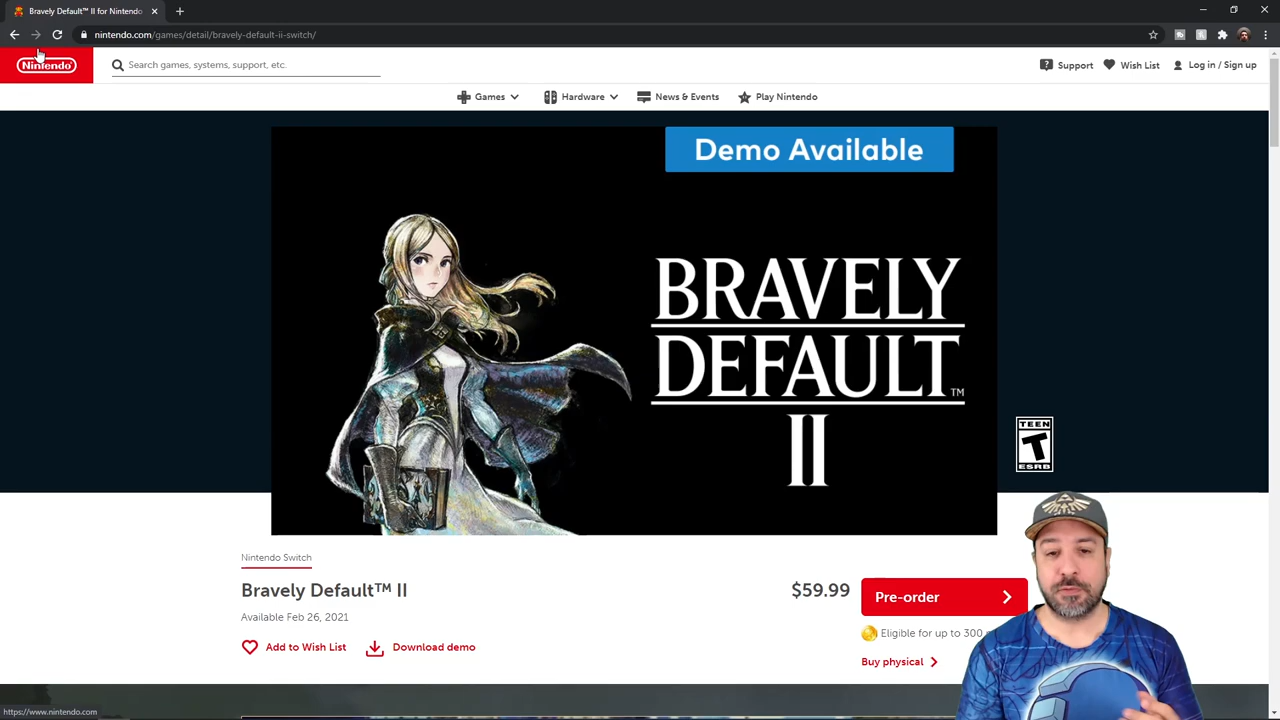 Bravely Default™ II for Nintendo
nintendo.com/games/detail/bravely-default-ii-switch/
Nintendo
Search games, systems, support, etc.
Support
Wish List
Log in / Sign up
Games
Hardware
News & Events
Play Nintendo
Demo Available
BRAVELY
DEFAULT™
II
TEEN
T
ESRB
Nintendo Switch
Bravely Default™ II
$59.99
Pre-order
Available Feb 26, 2021
Eligible for up to 300
Add to Wish List
Download demo
Buy physical
https://www.nintendo.com